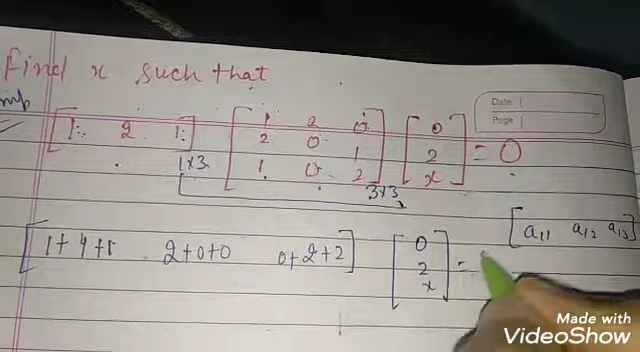 Find x such that
Imp
[1 2 1] [1 2 0
2 0 1
1 0 2] [0
2
x] = 0
1×3 3×3
[a11 a12 a13]
[1+4+1 2+0+0 0+2+2] [0
2
x] =
Date
Page
Made with
VideoShow